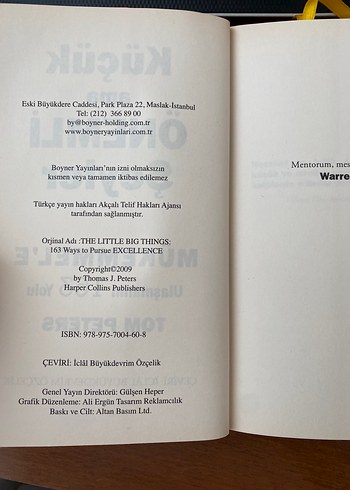 Eski Büyükdere Caddesi, Park Plaza 22, Maslak-İstanbul
Tel: (212) 366 89 00
by@boyner-holding.com.tr
www.boyneryayinlari.com.tr
Boyner Yayınları'nın izni olmaksızın
kısmen veya tamamen iktibas edilemez
Türkçe yayın hakları Akçalı Telif Hakları Ajansı
tarafından sağlanmıştır.
Orjinal Adı :THE LITTLE BIG THINGS:
163 Ways to Pursue EXCELLENCE
Copyright©2009
by Thomas J. Peters
Harper Collins Publishers
ISBN: 978-975-7004-60-8
ÇEVİRİ: İclâl Büyükdevrim Özçelik
Genel Yayın Direktörü: Gülşen Heper
Grafik Düzenleme: Ali Ergün Tasarım Reklamcılık
Baskı ve Cilt: Altan Basım Ltd.
Mentorum, mes
Warre